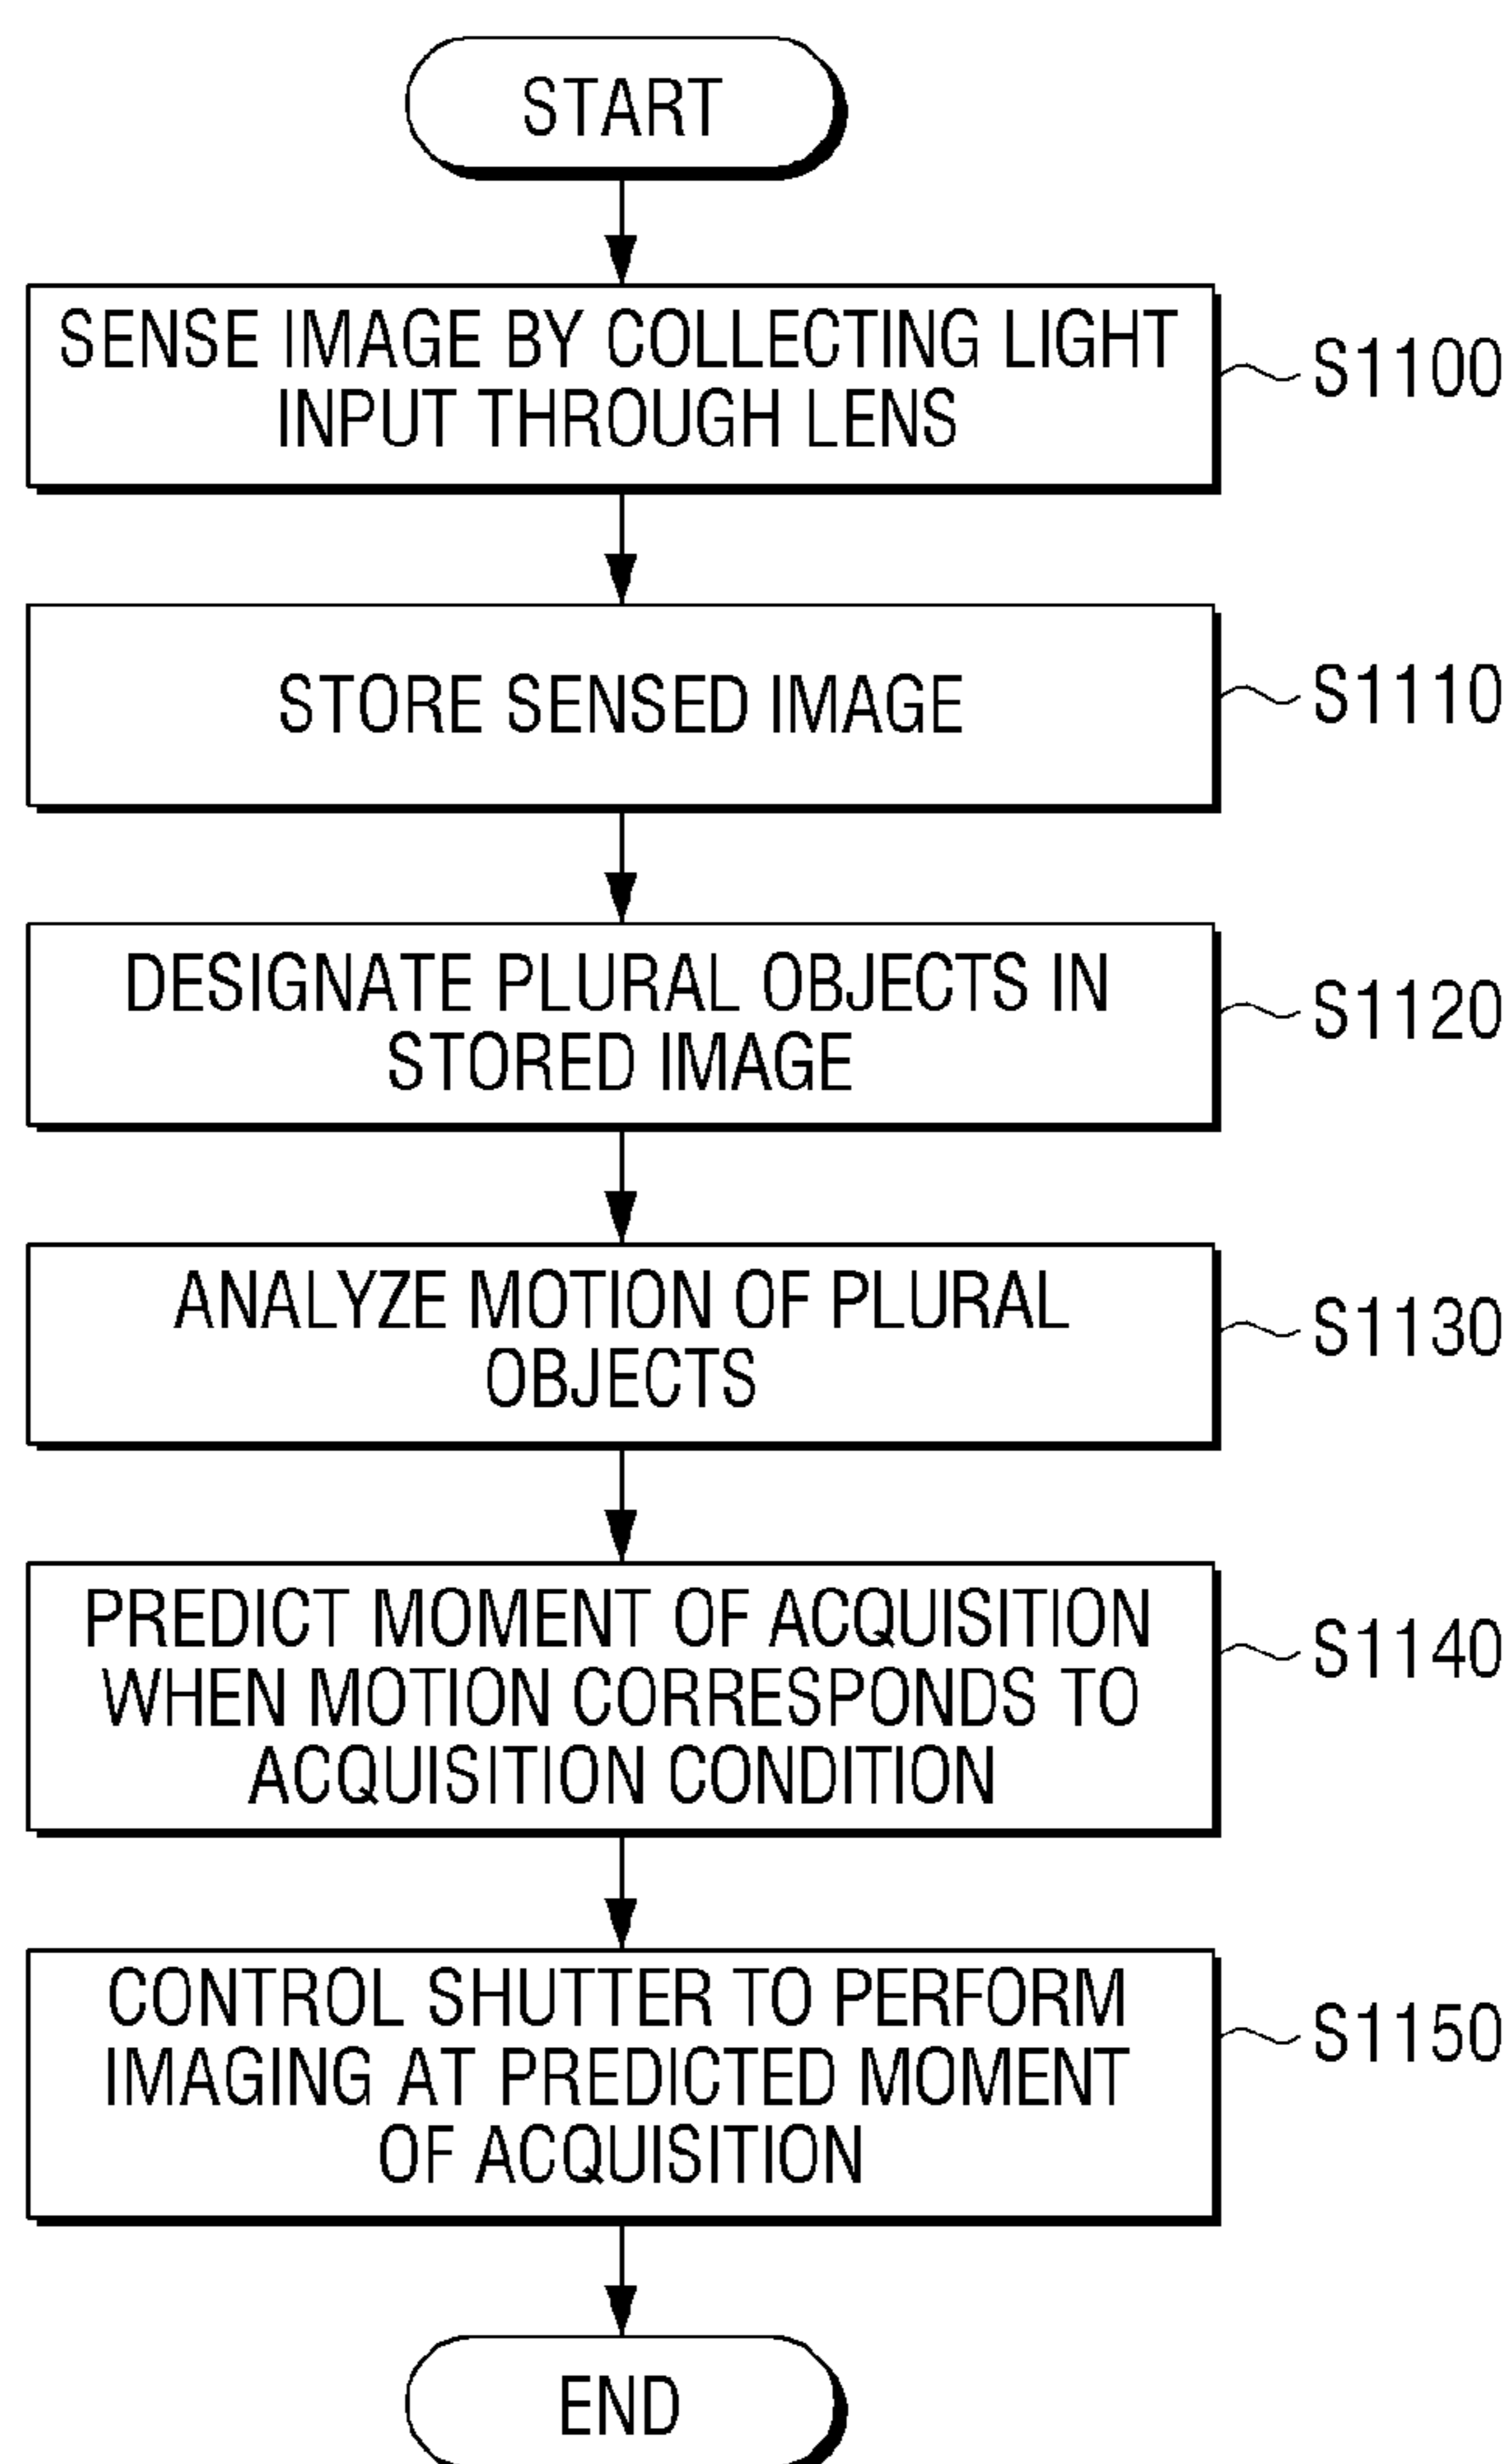 START
SENSE IMAGE BY COLLECTING LIGHT
INPUT THROUGH LENS
S1100
STORE SENSED IMAGE
S1110
DESIGNATE PLURAL OBJECTS IN
STORED IMAGE
S1120
ANALYZE MOTION OF PLURAL
OBJECTS
S1130
PREDICT MOMENT OF ACQUISITION
WHEN MOTION CORRESPONDS TO
ACQUISITION CONDITION
S1140
CONTROL SHUTTER TO PERFORM
IMAGING AT PREDICTED MOMENT
OF ACQUISITION
S1150
END